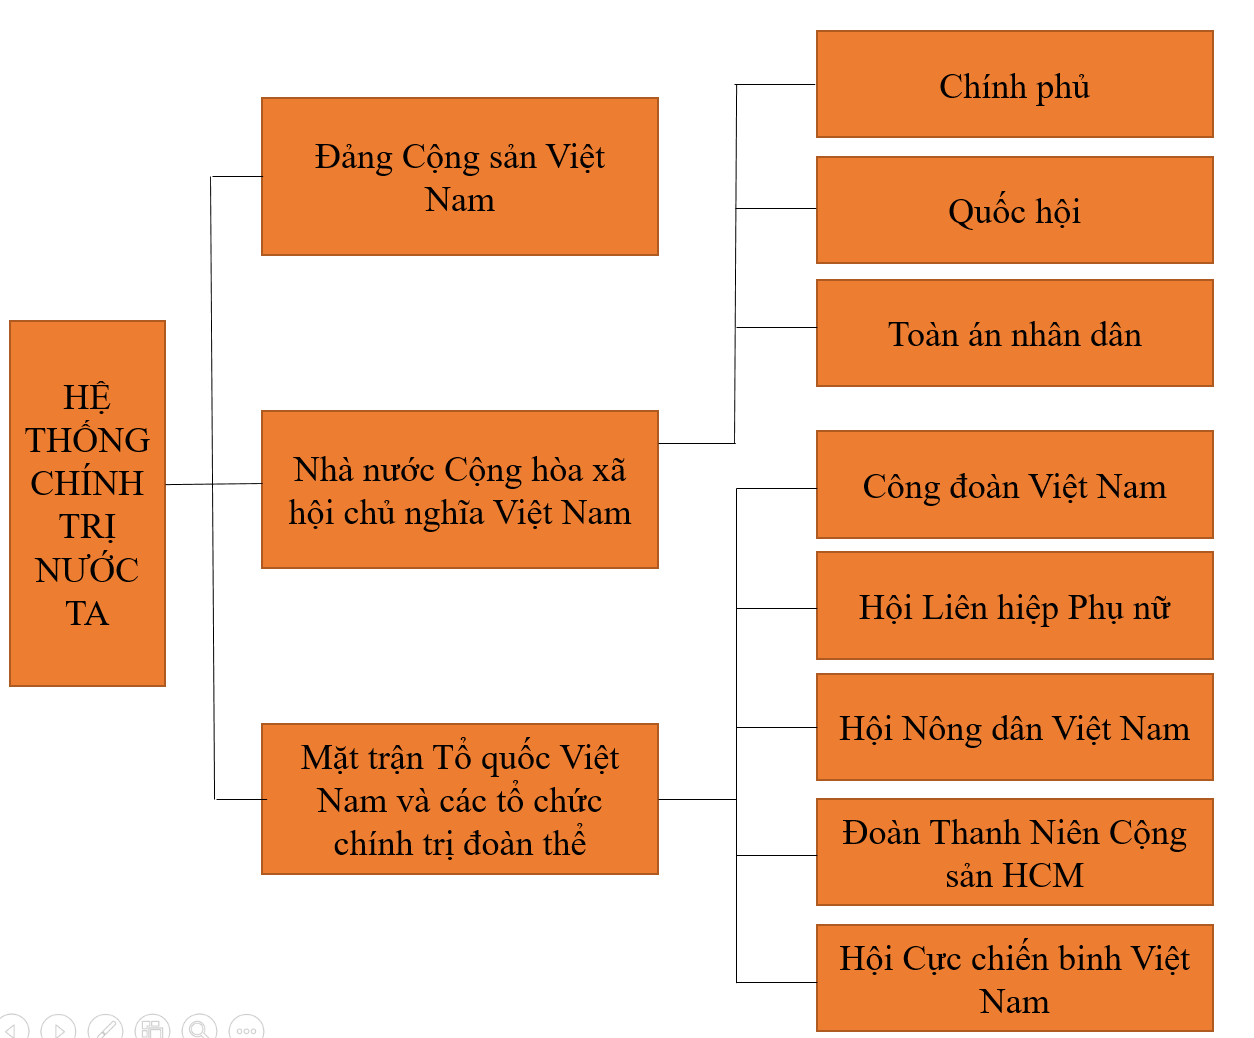 HỆ
THỐNG
CHÍNH
TRỊ
NƯỚC
TA
Đảng Cộng sản Việt
Nam
Nhà nước Cộng hòa xã
hội chủ nghĩa Việt Nam
Mặt trận Tổ quốc Việt
Nam và các tổ chức
chính trị đoàn thể
Chính phủ
Quốc hội
Toàn án nhân dân
Công đoàn Việt Nam
Hội Liên hiệp Phụ nữ
Hội Nông dân Việt Nam
Đoàn Thanh Niên Cộng
sản HCM
Hội Cực chiến binh Việt
Nam